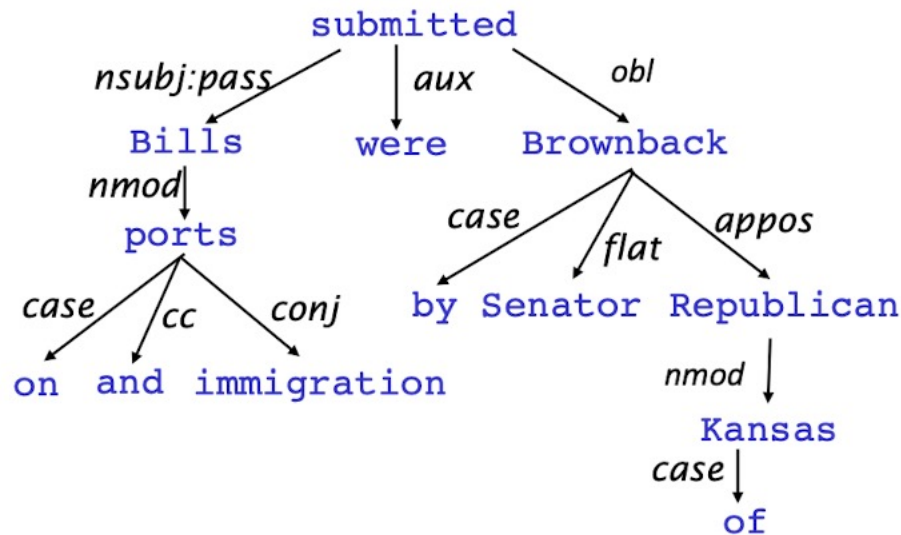 submitted
nsubj:pass aux obl
Bills were Brownback
nmod
case flat appos
ports
by Senator Republican
case cc conj
on and immigration
nmod
Kansas
case
of